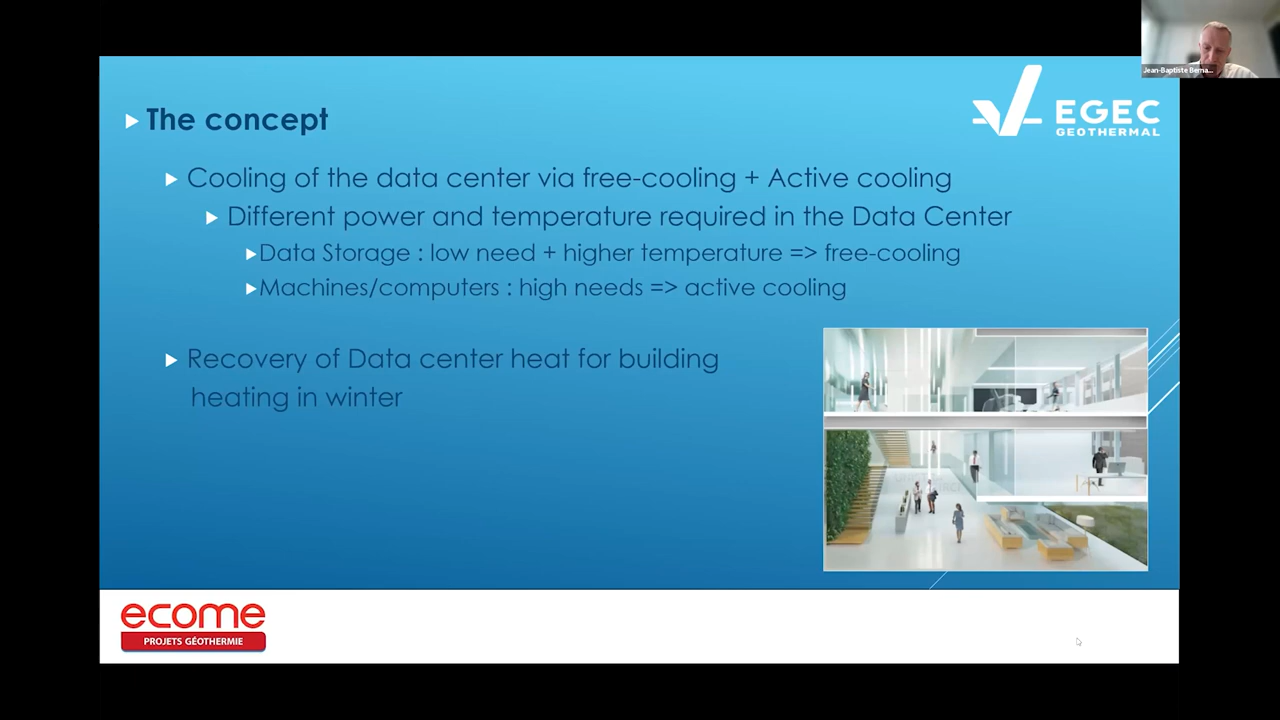 Jean-Baptiste Berna...
EGEC
GEOTHERMAL
The concept
Cooling of the data center via free-cooling + Active cooling
Different power and temperature required in the Data Center
Data Storage : low need + higher temperature => free-cooling
Machines/computers : high needs => active cooling
Recovery of Data center heat for building
heating in winter
ecome
PROJETS GÉOTHERMIE